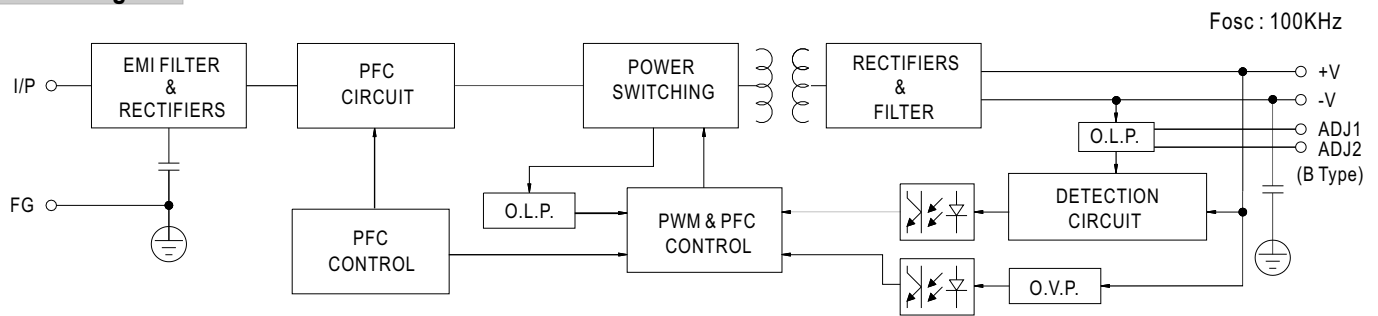 Fosc : 100KHz
I/P
EMI FILTER
&
RECTIFIERS
PFC
CIRCUIT
POWER
SWITCHING
RECTIFIERS
&
FILTER
+V
-V
O.L.P.
ADJ1
ADJ2
(B Type)
FG
PFC
CONTROL
O.L.P.
PWM & PFC
CONTROL
DETECTION
CIRCUIT
O.V.P.